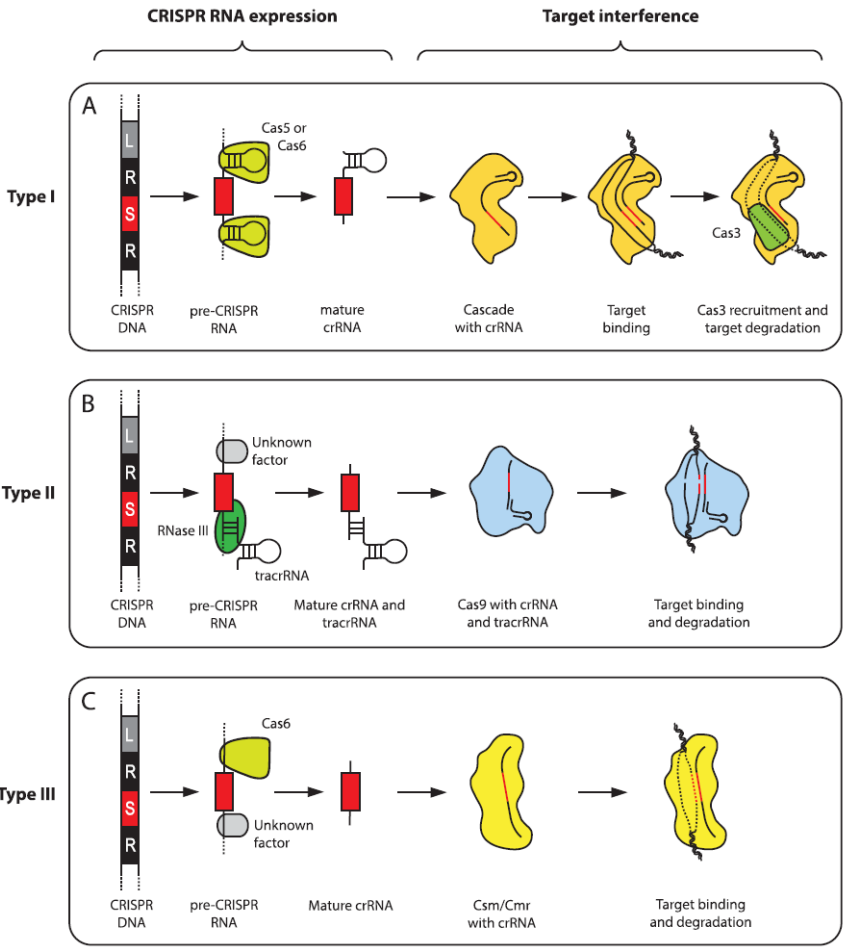 CRISPR RNA expression
Target interference
A
Type I
L
R
S
R
Cas5 or
Cas6
Cas3
CRISPR
DNA
pre-CRISPR
RNA
mature
crRNA
Cascade
with crRNA
Target
binding
Cas3 recruitment and
target degradation
B
Type II
L
R
S
R
Unknown
factor
RNase III
tracrRNA
CRISPR
DNA
pre-CRISPR
RNA
Mature crRNA and
tracrRNA
Cas9 with crRNA
and tracrRNA
Target binding
and degradation
C
Type III
L
R
S
R
Cas6
Unknown
factor
CRISPR
DNA
pre-CRISPR
RNA
Mature crRNA
Csm/Cmr
with crRNA
Target binding
and degradation